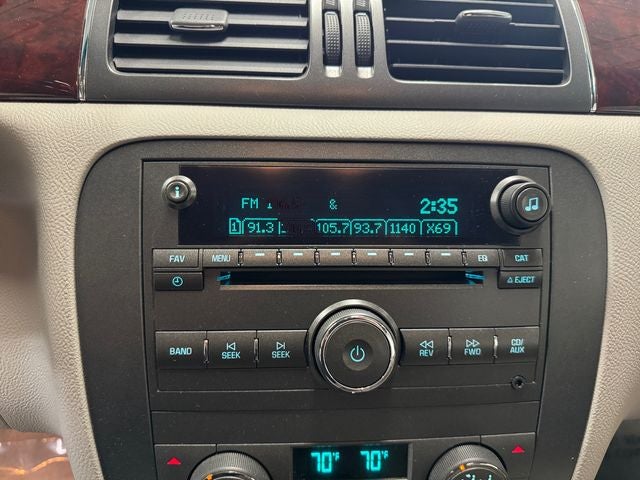 FM & 2:35
1 91.3 105.7 93.7 1140 X69
FAV MENU EQ CAT
EJECT
BAND SEEK SEEK REV FWD CD/
AUX
70°F 70°F